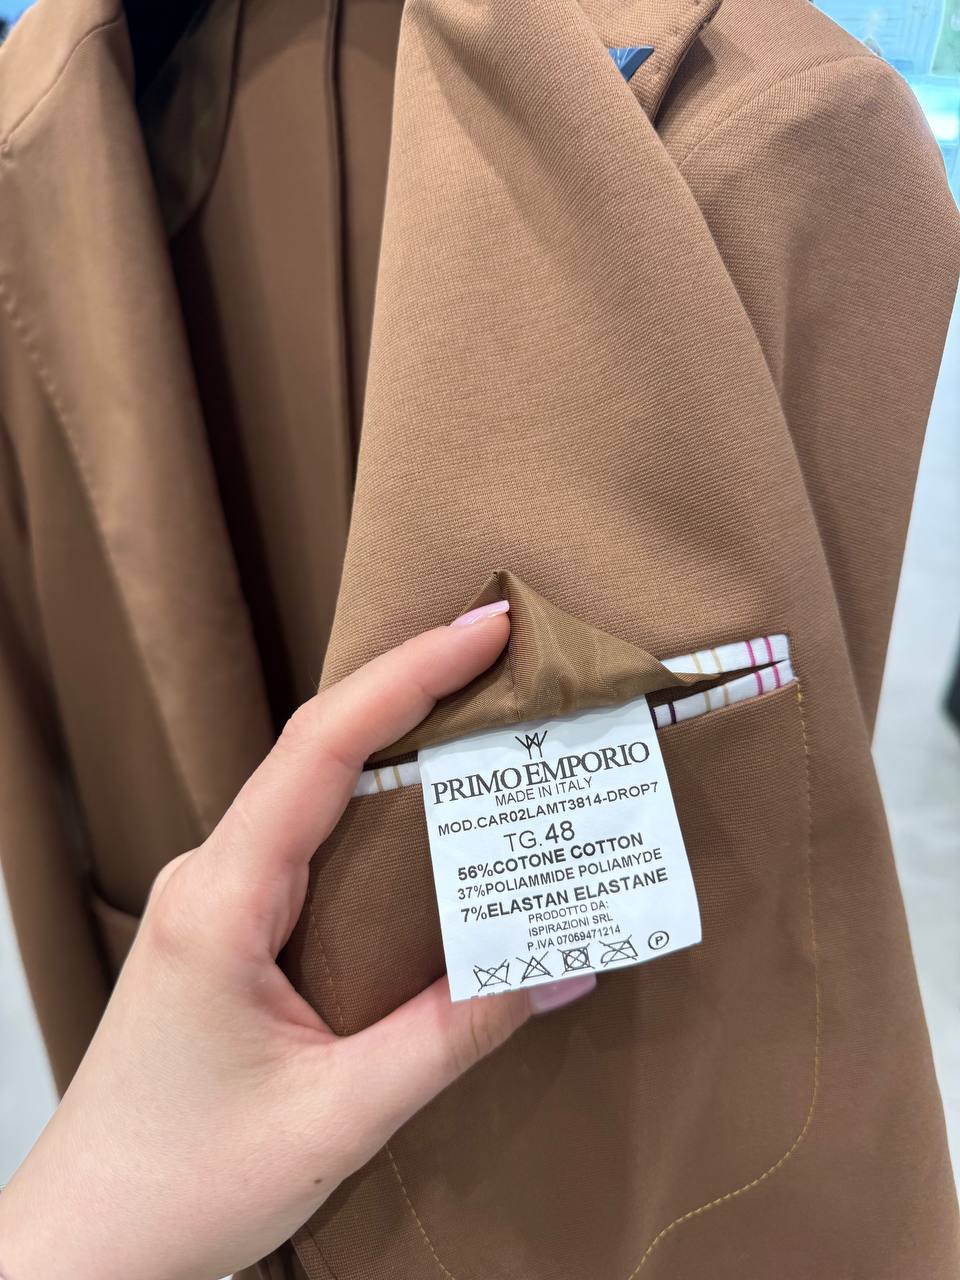 PRIMO EMPORIO
MADE IN ITALY
MOD.CAR02LAMT3814-DROP7
TG.48
56%COTONE COTTON
37%POLIAMMIDE POLIAMYDE
7%ELASTAN ELASTANE
PRODOTTO DA:
ISPIRAZIONI SRL
P.IVA 07069471214
P